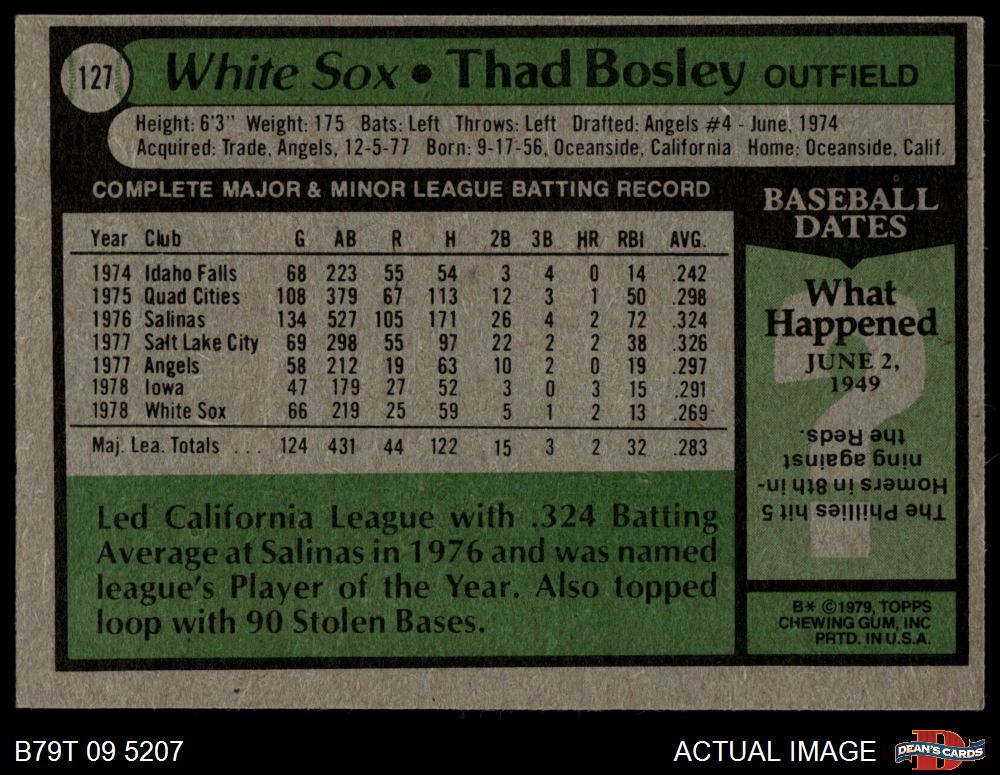 127
White Sox • Thad Bosley OUTFIELD
Height: 6'3" Weight: 175 Bats: Left Throws: Left Drafted: Angels #4 - June, 1974
Acquired: Trade, Angels, 12-5-77 Born: 9-17-56, Oceanside, California Home: Oceanside, Calif.
COMPLETE MAJOR & MINOR LEAGUE BATTING RECORD
Year Club G AB R H 2B 3B HR RBI AVG.
1974 Idaho Falls 68 223 55 54 3 4 0 14 .242
1975 Quad Cities 108 379 67 113 12 3 1 50 .298
1976 Salinas 134 527 105 171 26 4 2 72 .324
1977 Salt Lake City 69 298 55 97 22 2 2 38 .326
1977 Angels 58 212 19 63 10 2 0 19 .297
1978 Iowa 47 179 27 52 3 0 3 15 .291
1978 White Sox 66 219 25 59 5 1 2 13 .269
Maj. Lea. Totals . . . 124 431 44 122 15 3 2 32 .283
Led California League with .324 Batting
Average at Salinas in 1976 and was named
league's Player of the Year. Also topped
loop with 90 Stolen Bases.
BASEBALL
DATES
What
Happened
JUNE 2,
1949
?
The Phillies hit 5
Homers in 8th in-
ning against
the Reds.
B* ©1979, TOPPS
CHEWING GUM, INC
PRTD. IN U.S.A.
B79T 09 5207
ACTUAL IMAGE
DEAN'S CARDS